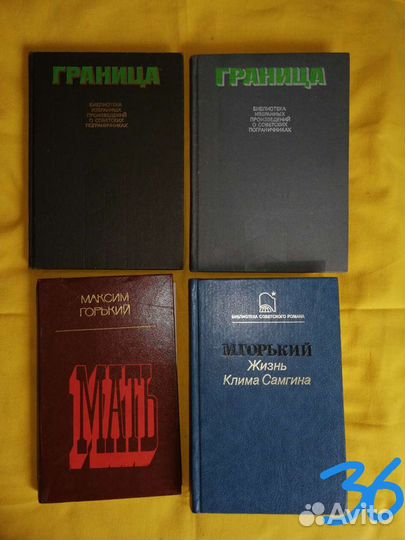 ГРАНИЦА
БИБЛИОТЕКА
ИЗБРАННЫХ
ПРОИЗВЕДЕНИЙ
О СОВЕТСКИХ
ПОГРАНИЧНИКАХ
ГРАНИЦА
БИБЛИОТЕКА
ИЗБРАННЫХ
ПРОИЗВЕДЕНИЙ
О СОВЕТСКИХ
ПОГРАНИЧНИКАХ
МАКСИМ
ГОРЬКИЙ
МАТЬ
БИБЛИОТЕКА СОВЕТСКОГО РОМАНА
М.ГОРЬКИЙ
Жизнь
Клима Самгина
36
Avito